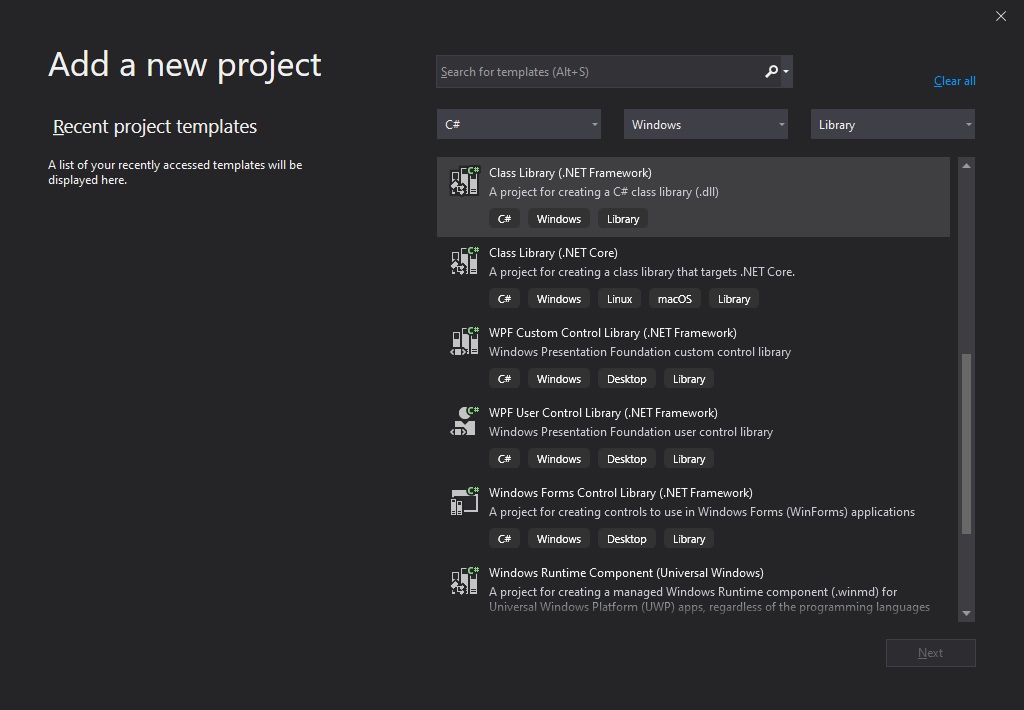 Add a new project
Search for templates (Alt+S)
Clear all
Recent project templates
A list of your recently accessed templates will be
displayed here.
C#
Windows
Library
C#
Class Library (.NET Framework)
A project for creating a C# class library (.dll)
C# Windows Library
C#
Class Library (.NET Core)
A project for creating a class library that targets .NET Core.
C# Windows Linux macOS Library
C#
WPF Custom Control Library (.NET Framework)
Windows Presentation Foundation custom control library
C# Windows Desktop Library
C#
WPF User Control Library (.NET Framework)
Windows Presentation Foundation user control library
C# Windows Desktop Library
C#
Windows Forms Control Library (.NET Framework)
A project for creating controls to use in Windows Forms (WinForms) applications
C# Windows Desktop Library
C#
Windows Runtime Component (Universal Windows)
A project for creating a managed Windows Runtime component (.winmd) for
Universal Windows Platform (UWP) apps, regardless of the programming languages
Next